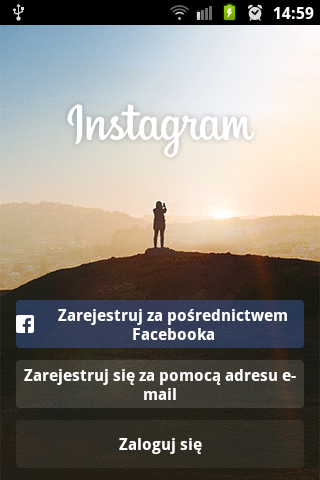 14:59
Instagram
Zarejestruj za pośrednictwem
Facebooka
Zarejestruj się za pomocą adresu e-
mail
Zaloguj się